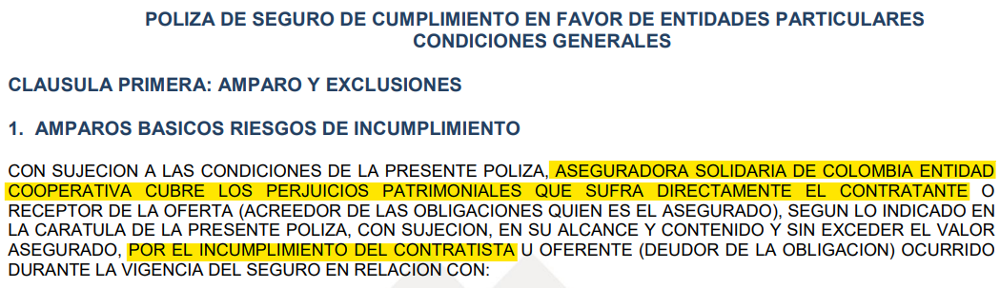 POLIZA DE SEGURO DE CUMPLIMIENTO EN FAVOR DE ENTIDADES PARTICULARES
CONDICIONES GENERALES
CLAUSULA PRIMERA: AMPARO Y EXCLUSIONES
1. AMPAROS BASICOS RIESGOS DE INCUMPLIMIENTO
CON SUJECION A LAS CONDICIONES DE LA PRESENTE POLIZA, ASEGURADORA SOLIDARIA DE COLOMBIA ENTIDAD
COOPERATIVA CUBRE LOS PERJUICIOS PATRIMONIALES QUE SUFRA DIRECTAMENTE EL CONTRATANTE O
RECEPTOR DE LA OFERTA (ACREEDOR DE LAS OBLIGACIONES QUIEN ES EL ASEGURADO), SEGUN LO INDICADO EN
LA CARATULA DE LA PRESENTE POLIZA, CON SUJECION, EN SU ALCANCE Y CONTENIDO Y SIN EXCEDER EL VALOR
ASEGURADO, POR EL INCUMPLIMIENTO DEL CONTRATISTA U OFERENTE (DEUDOR DE LA OBLIGACION) OCURRIDO
DURANTE LA VIGENCIA DEL SEGURO EN RELACION CON: